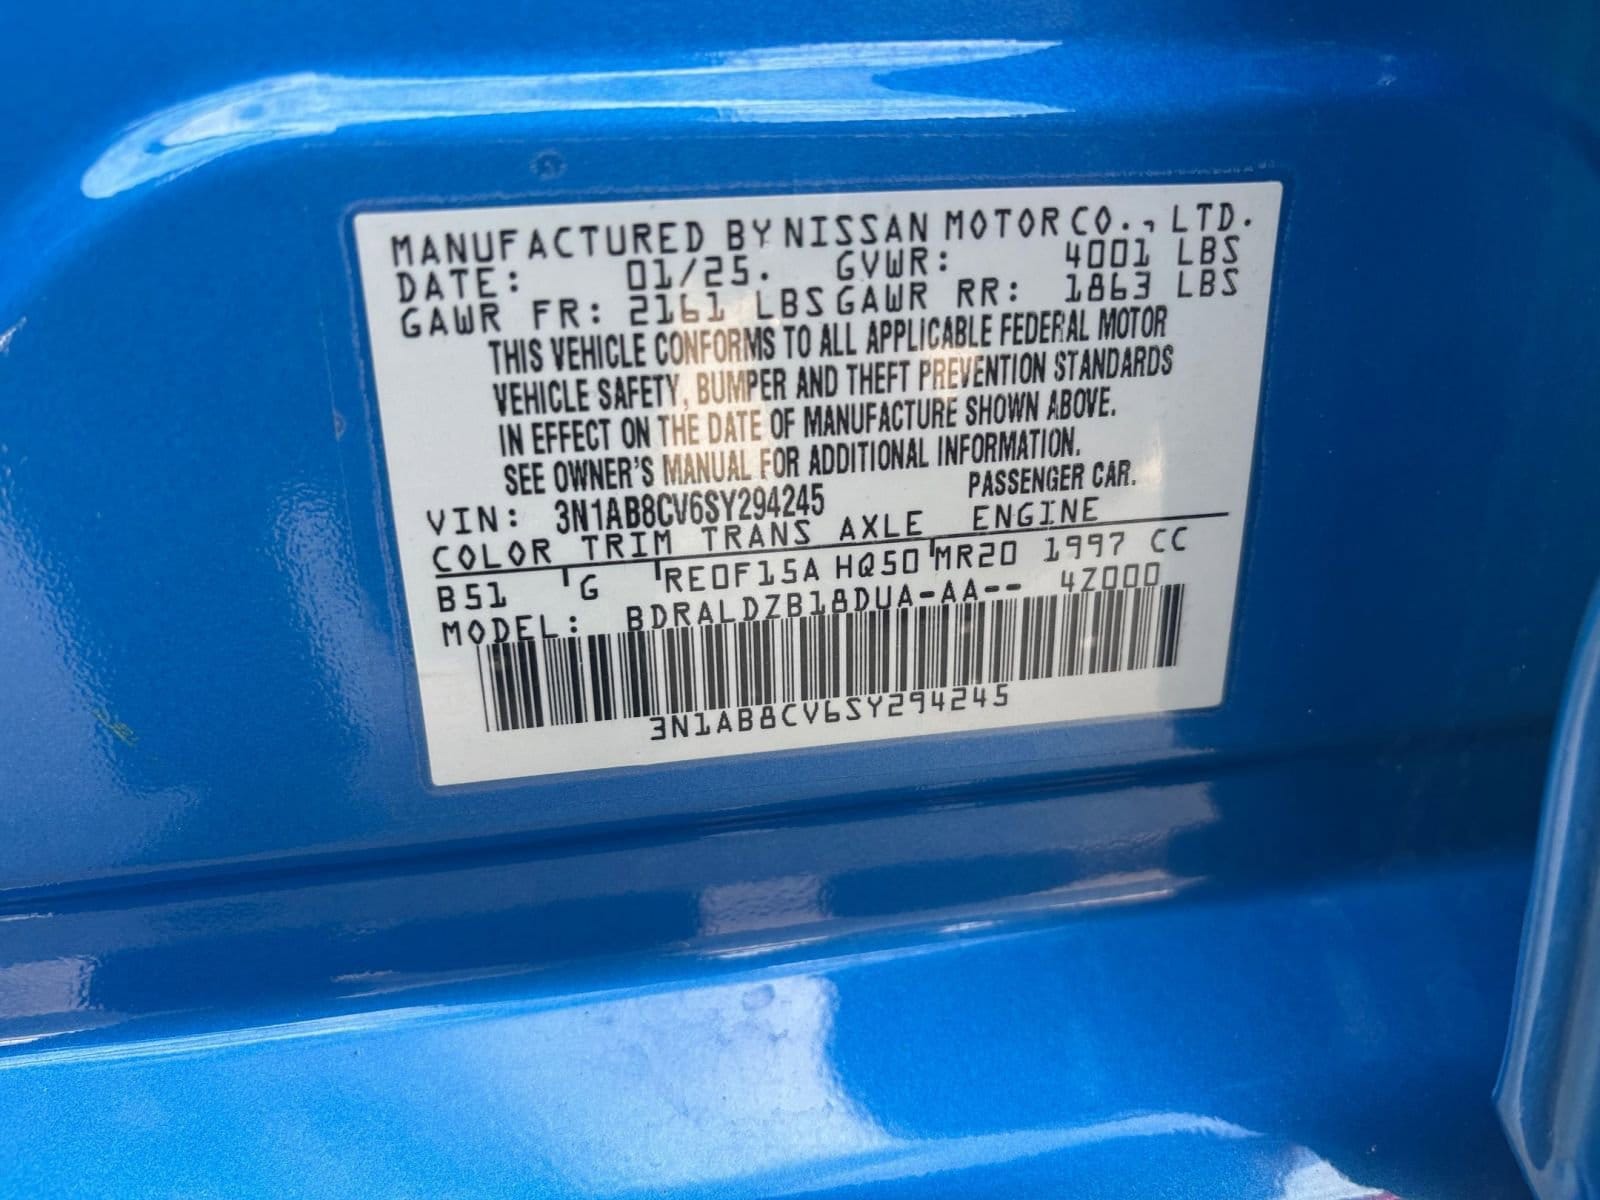 MANUFACTURED BY NISSAN MOTOR CO., LTD.
DATE: 01/25. GVWR: 4001 LBS
GAWR FR: 2161 LBS GAWR RR: 1863 LBS
THIS VEHICLE CONFORMS TO ALL APPLICABLE FEDERAL MOTOR
VEHICLE SAFETY, BUMPER AND THEFT PREVENTION STANDARDS
IN EFFECT ON THE DATE OF MANUFACTURE SHOWN ABOVE.
SEE OWNER'S MANUAL FOR ADDITIONAL INFORMATION.
VIN: 3N1AB8CV6SY294245 PASSENGER CAR.
COLOR TRIM TRANS AXLE ENGINE
B51 G RE0F15A HQ50 MR20 1997 CC
MODEL: BDRALDZB18DUA-AA-- 4Z000
3N1AB8CV6SY294245